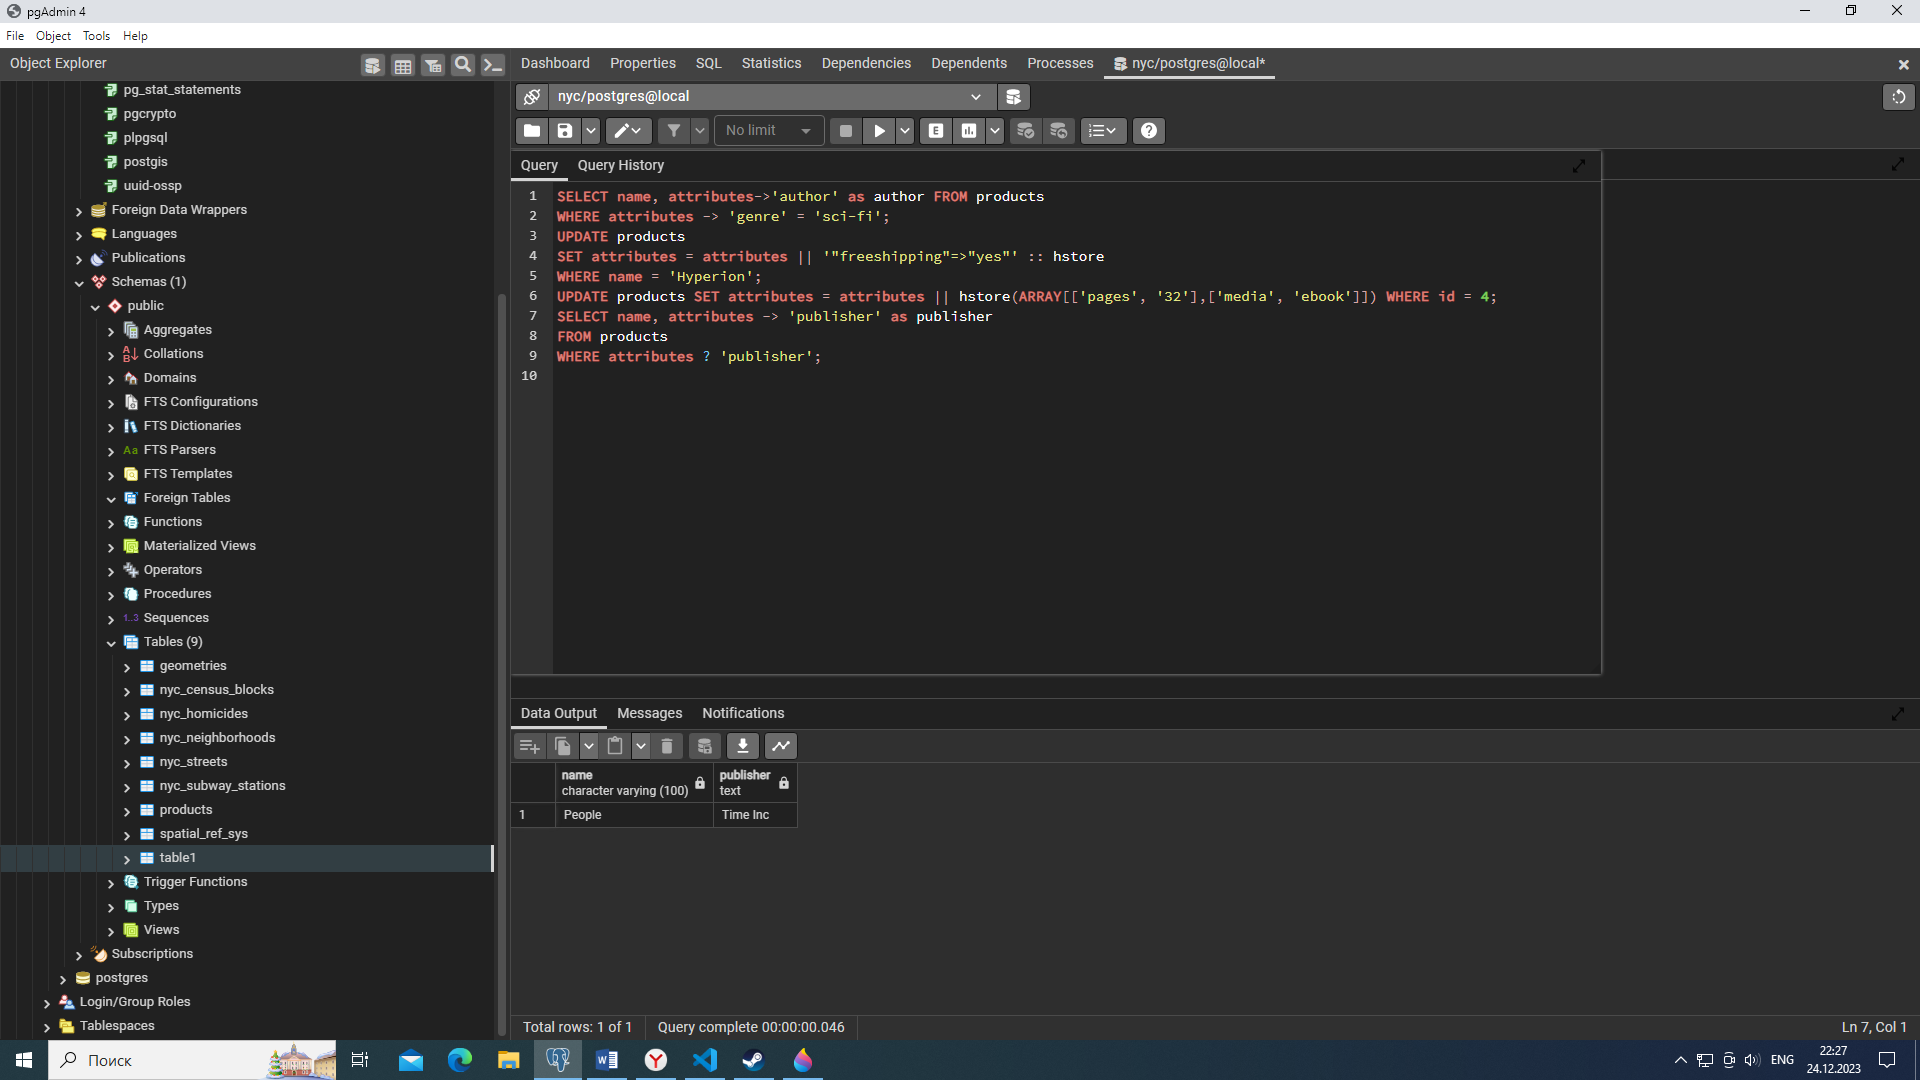 pgAdmin 4
File Object Tools Help
Object Explorer
Dashboard Properties SQL Statistics Dependencies Dependents Processes nyc/postgres@local*
nyc/postgres@local
No limit
E
Query Query History
1 SELECT name, attributes->'author' as author FROM products
2 WHERE attributes -> 'genre' = 'sci-fi';
3 UPDATE products
4 SET attributes = attributes || '"freeshipping"=>"yes"' :: hstore
5 WHERE name = 'Hyperion';
6 UPDATE products SET attributes = attributes || hstore(ARRAY[['pages', '32'],['media', 'ebook']]) WHERE id = 4;
7 SELECT name, attributes -> 'publisher' as publisher
8 FROM products
9 WHERE attributes ? 'publisher';
10
pg_stat_statements
pgcrypto
plpgsql
postgis
uuid-ossp
Foreign Data Wrappers
Languages
Publications
Schemas (1)
public
Aggregates
Collations
Domains
FTS Configurations
FTS Dictionaries
Aa FTS Parsers
FTS Templates
Foreign Tables
Functions
Materialized Views
Operators
Procedures
1..3 Sequences
Tables (9)
geometries
nyc_census_blocks
nyc_homicides
nyc_neighborhoods
nyc_streets
nyc_subway_stations
products
spatial_ref_sys
table1
Trigger Functions
Types
Views
Subscriptions
postgres
Login/Group Roles
Tablespaces
Data Output Messages Notifications
name publisher
character varying (100) text
1 People Time Inc
Total rows: 1 of 1 Query complete 00:00:00.046 Ln 7, Col 1
Поиск
ENG
22:27
24.12.2023